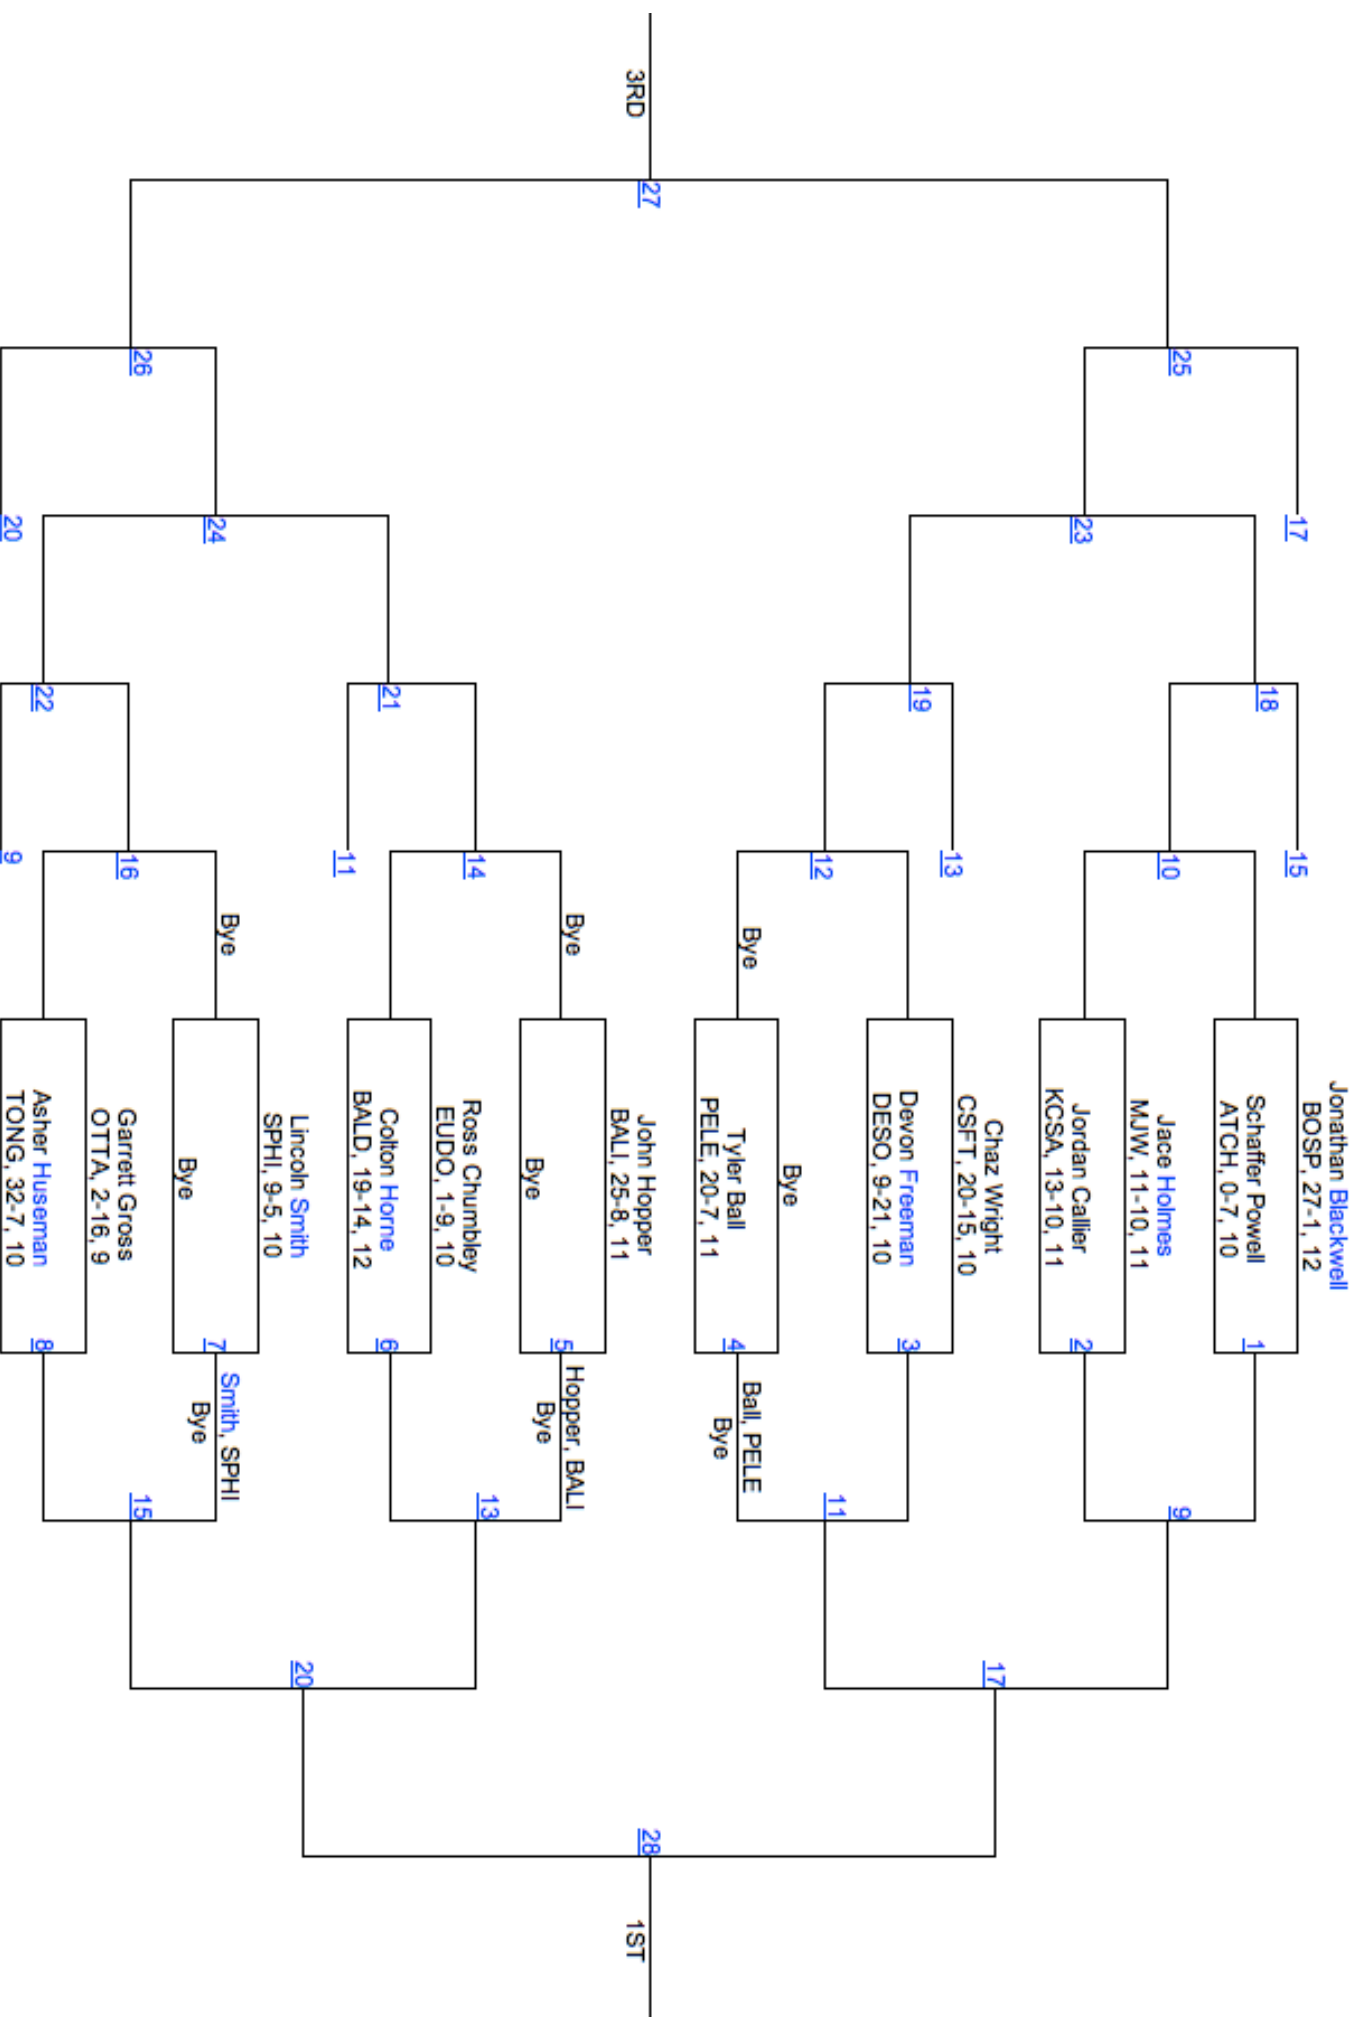 Jonathan Blackwell
BOSP, 27-1, 12
Schaffer Powell
ATCH, 0-7, 10
1
Jace Holmes
MJW, 11-10, 11
Jordan Callier
KCSA, 13-10, 11
2
Chaz Wright
CSFT, 20-15, 10
Devon Freeman
DESO, 9-21, 10
3
Bye
Tyler Ball
PELE, 20-7, 11
4
John Hopper
BALI, 25-8, 11
Bye
5
Ross Chumbley
EUDO, 1-9, 10
Colton Horne
BALD, 19-14, 12
6
Lincoln Smith
SPHI, 9-5, 10
Bye
7
Garrett Gross
OTTA, 2-16, 9
Asher Huseman
TONG, 32-7, 10
8
9
Ball, PELE
Bye
11
Hopper, BALI
Bye
13
Smith, SPHI
Bye
15
17
20
28
1ST
15
10
13
12
Bye
Bye
14
11
Bye
16
9
18
19
21
22
17
23
24
20
25
26
27
3RD